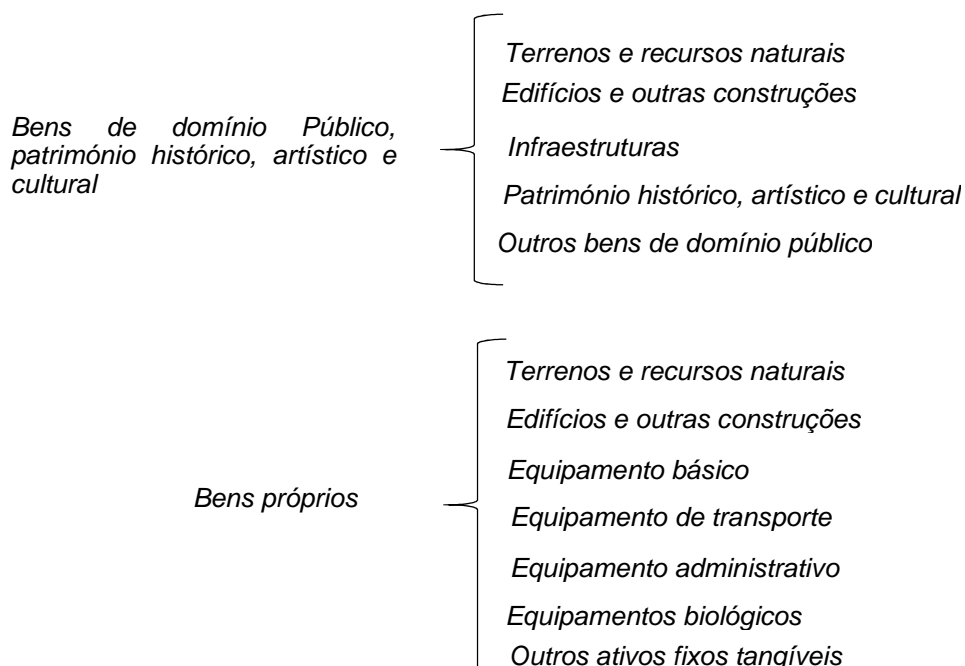 Bens de domínio Público,
património histórico, artístico e
cultural
Terrenos e recursos naturais
Edifícios e outras construções
Infraestruturas
Património histórico, artístico e cultural
Outros bens de domínio público
Bens próprios
Terrenos e recursos naturais
Edifícios e outras construções
Equipamento básico
Equipamento de transporte
Equipamento administrativo
Equipamentos biológicos
Outros ativos fixos tangíveis